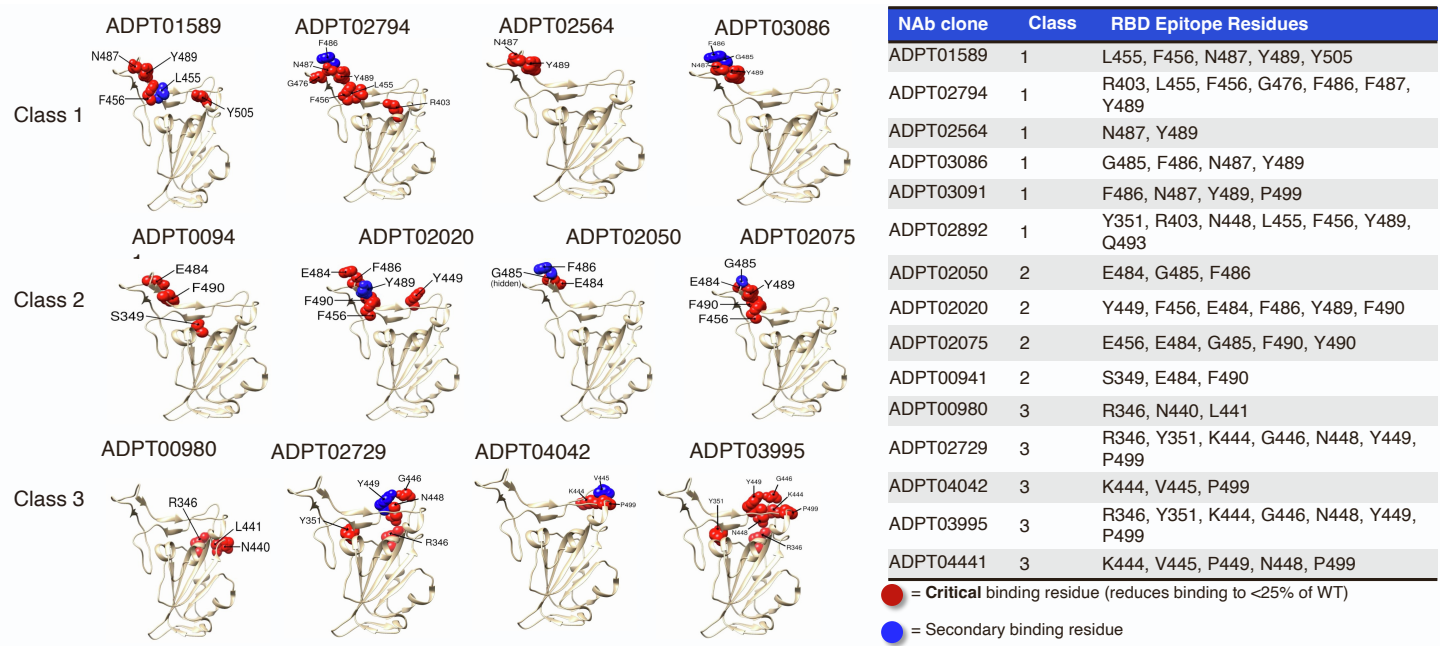 ADPT01589
N487
Y489
L455
F456
Y505
ADPT02794
F486
N487
Y489
G476
L455
F456
R403
ADPT02564
N487
Y489
ADPT03086
F486
G485
N487
Y489
Class 1
ADPT0094
E484
F490
S349
ADPT02020
E484
F486
Y489
Y449
F490
F456
ADPT02050
F486
G485
(hidden)
E484
ADPT02075
G485
E484
Y489
F490
F456
Class 2
ADPT00980
R346
L441
N440
ADPT02729
G446
Y449
N448
Y351
R346
ADPT04042
V445
K444
P499
ADPT03995
Y449
G446
K444
Y351
P499
N448
R346
Class 3
NAb clone Class RBD Epitope Residues
ADPT01589 1 L455, F456, N487, Y489, Y505
ADPT02794 1 R403, L455, F456, G476, F486, F487,
Y489
ADPT02564 1 N487, Y489
ADPT03086 1 G485, F486, N487, Y489
ADPT03091 1 F486, N487, Y489, P499
ADPT02892 1 Y351, R403, N448, L455, F456, Y489,
Q493
ADPT02050 2 E484, G485, F486
ADPT02020 2 Y449, F456, E484, F486, Y489, F490
ADPT02075 2 E456, E484, G485, F490, Y490
ADPT00941 2 S349, E484, F490
ADPT00980 3 R346, N440, L441
ADPT02729 3 R346, Y351, K444, G446, N448, Y449,
P499
ADPT04042 3 K444, V445, P499
ADPT03995 3 R346, Y351, K444, G446, N448, Y449,
P499
ADPT04441 3 K444, V445, P449, N448, P499
= Critical binding residue (reduces binding to <25% of WT)
= Secondary binding residue